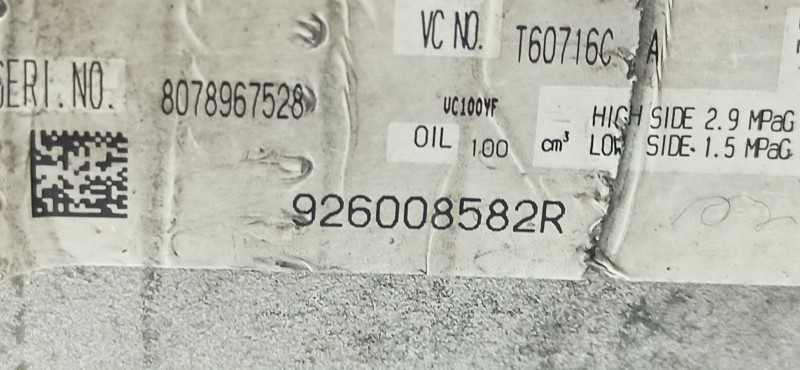 VC NO. T60716C A
SERI.NO. 8078967528
UC100YF
HIGH SIDE 2.9 MPaG
OIL 100 cm³ LOW SIDE 1.5 MPaG
926008582R